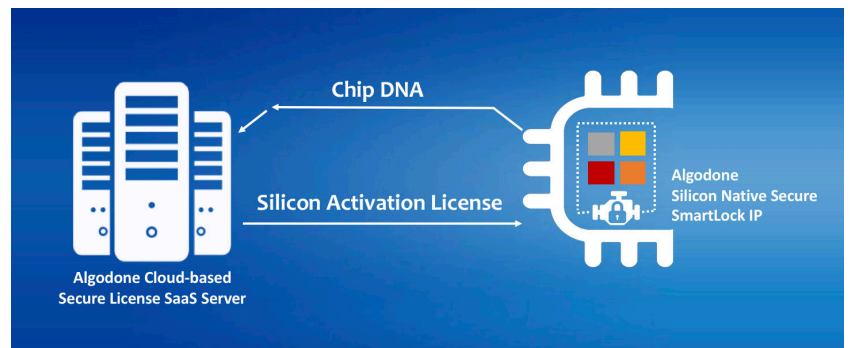 Chip DNA
Silicon Activation License
Algodone
Silicon Native Secure
SmartLock IP
Algodone Cloud-based
Secure License SaaS Server